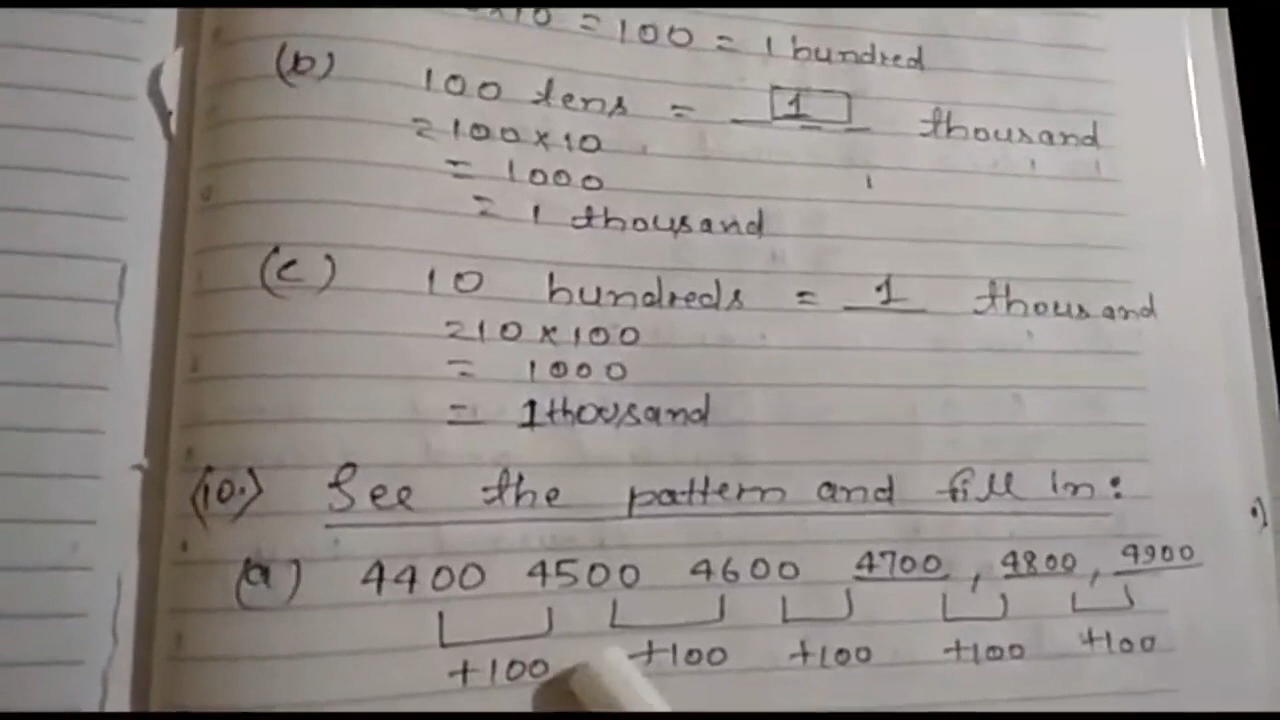 ×10 = 100 = 1 hundred
(b) 100 tens = 1 thousand
= 100×10
= 1000
= 1 thousand
(c) 10 hundreds = 1 thousand
= 10×100
= 1000
= 1thousand
(10.) See the pattern and fill in:
(a) 4400 4500 4600 4700, 4800, 4900
+100 +100 +100 +100 +100